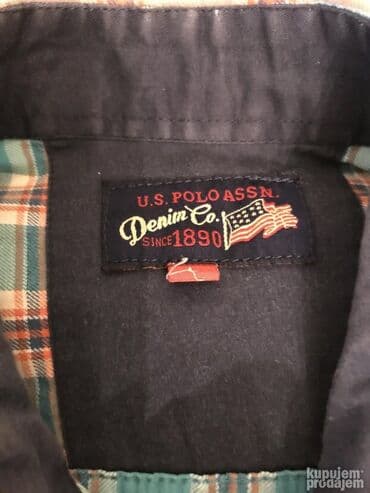 U.S. POLO ASSN.
Denim Co.
SINCE 1890
kupujem
prodajem